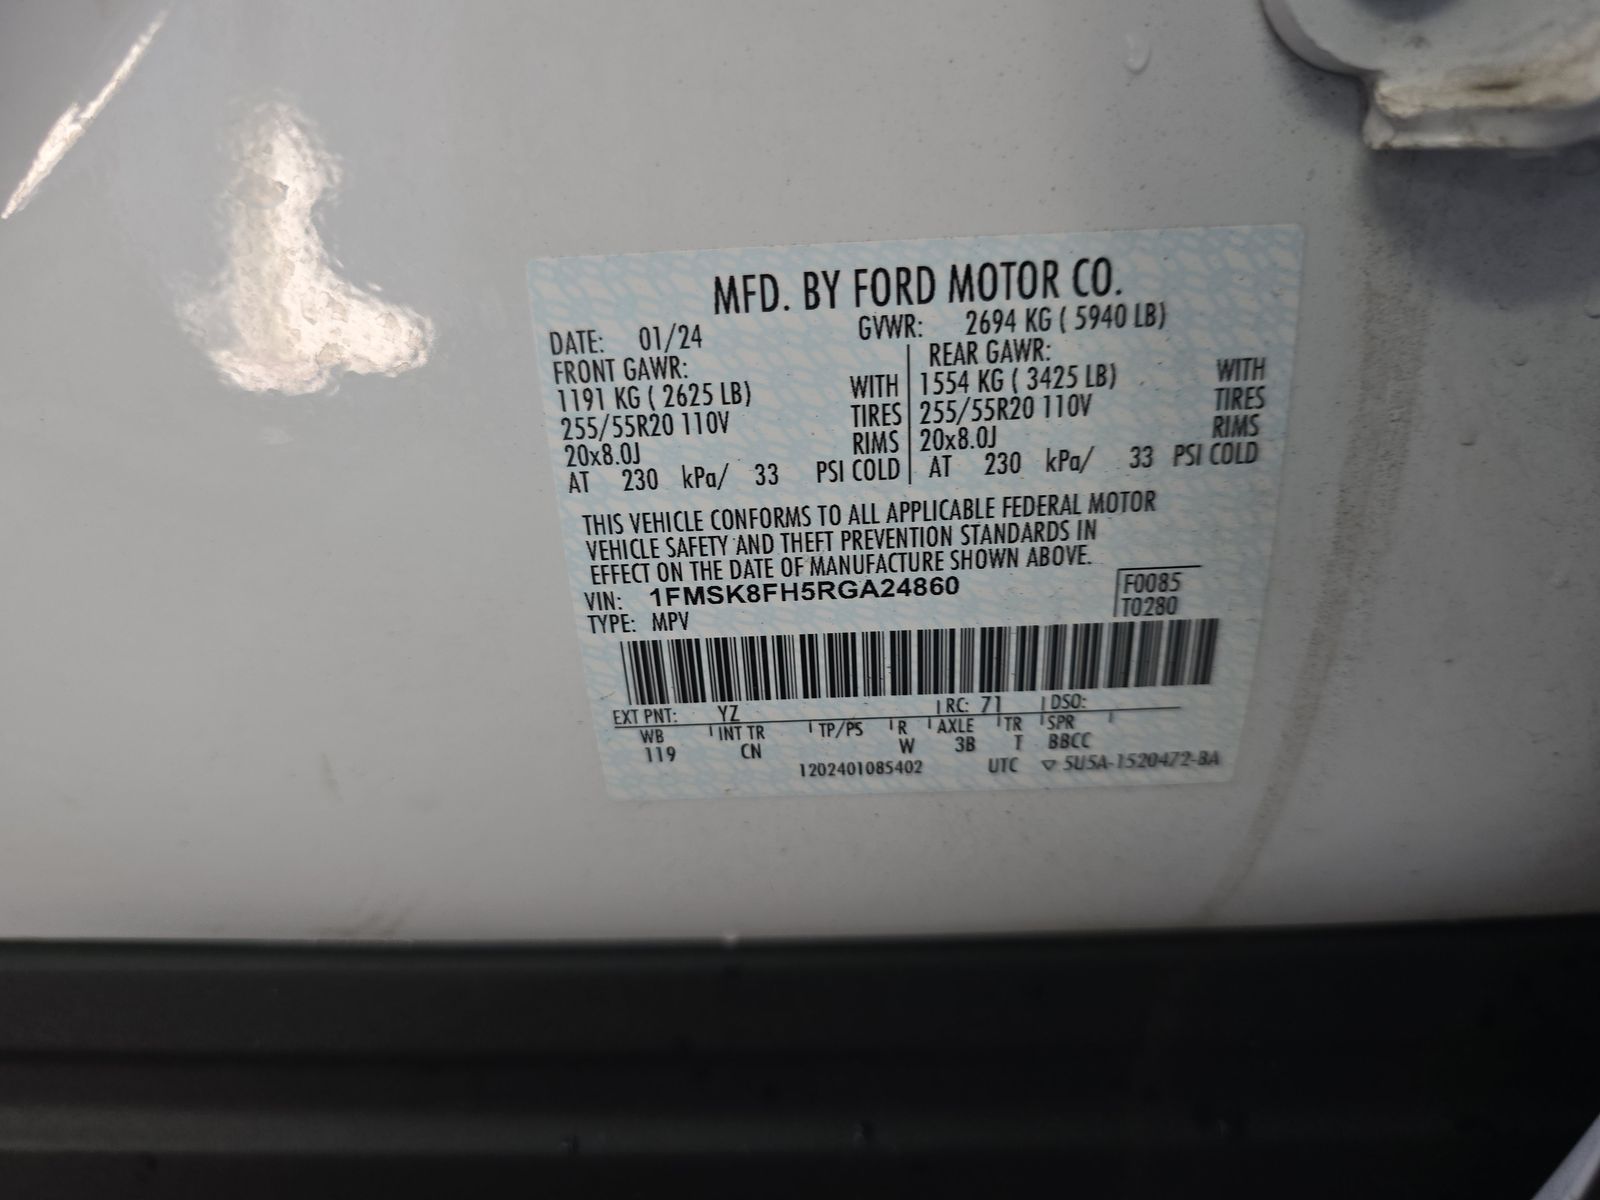 MFD. BY FORD MOTOR CO.
DATE: 01/24 GVWR: 2694 KG ( 5940 LB)
FRONT GAWR: REAR GAWR:
1191 KG ( 2625 LB) WITH 1554 KG ( 3425 LB) WITH
255/55R20 110V TIRES 255/55R20 110V TIRES
20x8.0J RIMS 20x8.0J RIMS
AT 230 kPa/ 33 PSI COLD AT 230 kPa/ 33 PSI COLD
THIS VEHICLE CONFORMS TO ALL APPLICABLE FEDERAL MOTOR
VEHICLE SAFETY AND THEFT PREVENTION STANDARDS IN
EFFECT ON THE DATE OF MANUFACTURE SHOWN ABOVE.
VIN: 1FMSK8FH5RGA24860 F0085
TYPE: MPV T0280
EXT PNT: YZ RC: 71 DSO:
WB INT TR TP/PS R AXLE TR SPR
119 CN W 3B T BBCC
1202401085402 UTC ▽ 5U5A-1520472-BA